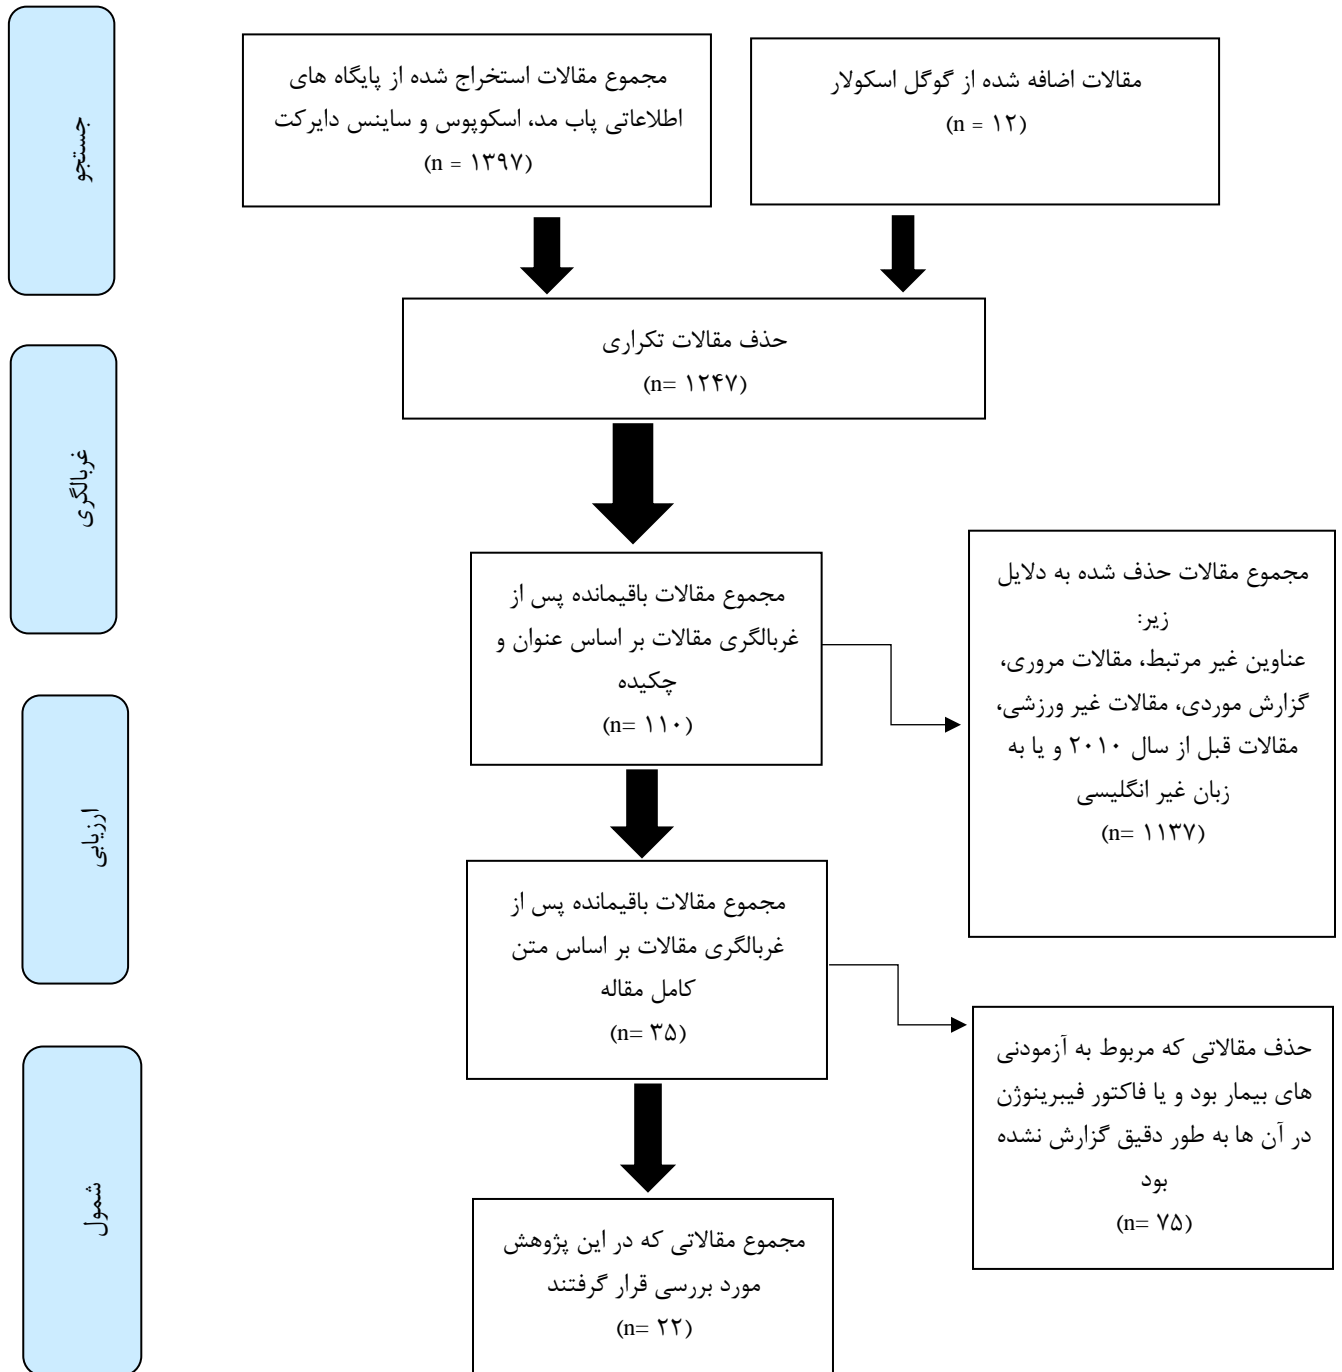 جستجو
مقالات اضافه شده از گوگل اسکولار
(n = ۱۲)
مجموع مقالات استخراج شده از پایگاه های
اطلاعاتی پاب مد، اسکوپوس و ساینس دایرکت
(n = ۱۳۹۷)
حذف مقالات تکراری
(n= ۱۲۴۷)
غربالگری
مجموع مقالات باقیمانده پس از
غربالگری مقالات بر اساس عنوان و
چکیده
(n= ۱۱۰)
مجموع مقالات حذف شده به دلایل
زیر:
عناوین غیر مرتبط، مقالات مروری،
گزارش موردی، مقالات غیر ورزشی،
مقالات قبل از سال ۲۰۱۰ و یا به
زبان غیر انگلیسی
(n= ۱۱۳۷)
ارزیابی
مجموع مقالات باقیمانده پس از
غربالگری مقالات بر اساس متن
کامل مقاله
(n= ۳۵)
حذف مقالاتی که مربوط به آزمودنی
های بیمار بود و یا فاکتور فیبرینوژن
در آن ها به طور دقیق گزارش نشده
بود
(n= ۷۵)
شمول
مجموع مقالاتی که در این پژوهش
مورد بررسی قرار گرفتند
(n= ۲۲)